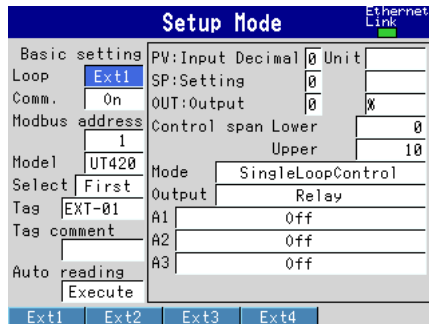 Setup Mode
Ethernet
Link
Basic setting
Loop Ext1
Comm. On
Modbus address
1
Model UT420
Select First
Tag EXT-01
Tag comment
Auto reading
Execute
PV:Input Decimal 0 Unit
SP:Setting 0
OUT:Output 0 %
Control span Lower 0
Upper 10
Mode SingleLoopControl
Output Relay
A1 Off
A2 Off
A3 Off
Ext1 Ext2 Ext3 Ext4